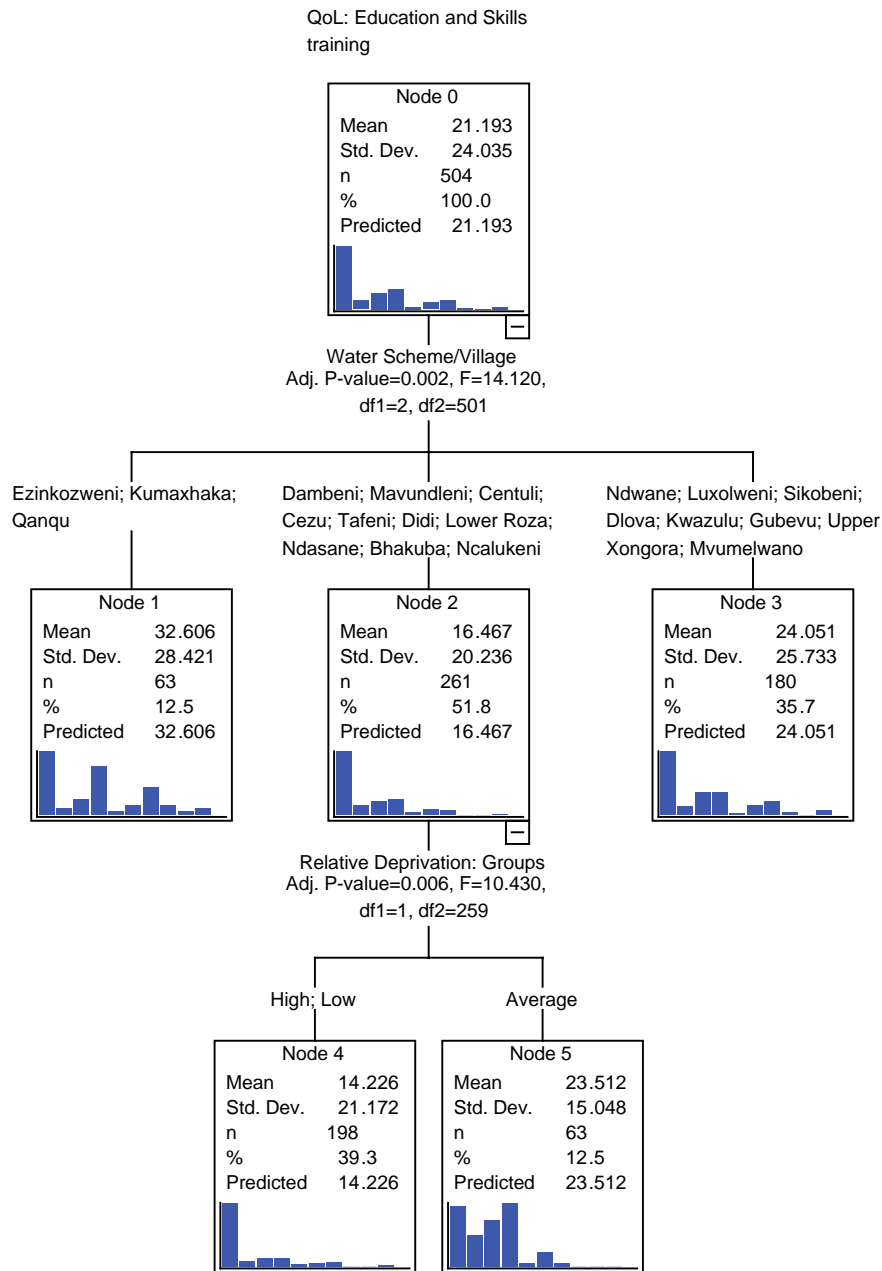 QoL: Education and Skills
training
Node 0
Mean 21.193
Std. Dev. 24.035
n 504
% 100.0
Predicted 21.193
Water Scheme/Village
Adj. P-value=0.002, F=14.120,
df1=2, df2=501
Ezinkozweni; Kumaxhaka;
Qanqu
Dambeni; Mavundleni; Centuli;
Cezu; Tafeni; Didi; Lower Roza;
Ndasane; Bhakuba; Ncalukeni
Ndwane; Luxolweni; Sikobeni;
Dlova; Kwazulu; Gubevu; Upper
Xongora; Mvumelwano
Node 1
Mean 32.606
Std. Dev. 28.421
n 63
% 12.5
Predicted 32.606
Node 2
Mean 16.467
Std. Dev. 20.236
n 261
% 51.8
Predicted 16.467
Node 3
Mean 24.051
Std. Dev. 25.733
n 180
% 35.7
Predicted 24.051
Relative Deprivation: Groups
Adj. P-value=0.006, F=10.430,
df1=1, df2=259
High; Low
Average
Node 4
Mean 14.226
Std. Dev. 21.172
n 198
% 39.3
Predicted 14.226
Node 5
Mean 23.512
Std. Dev. 15.048
n 63
% 12.5
Predicted 23.512